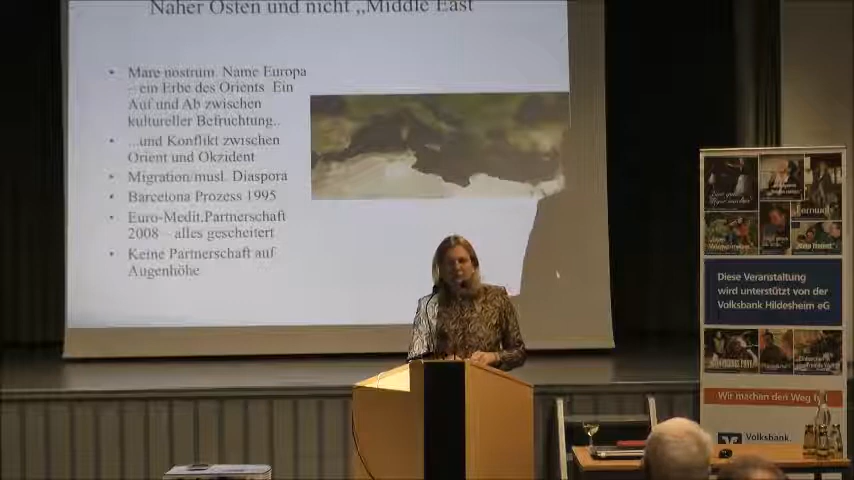 Naher Osten und nicht „Middle East
• Mare nostrum. Name Europa
– ein Erbe des Orients. Ein
Auf und Ab zwischen
kultureller Befruchtung..
• ...und Konflikt zwischen
Orient und Okzident
• Migration musl. Diaspora
• Barcelona Prozess 1995
• Euro-Medit.Partnerschaft
2008 – alles gescheitert
• Keine Partnerschaft auf
Augenhöhe
Diese Veranstaltung
wird unterstützt von der
Volksbank Hildesheim eG
Wir machen den Weg frei
Volksbank